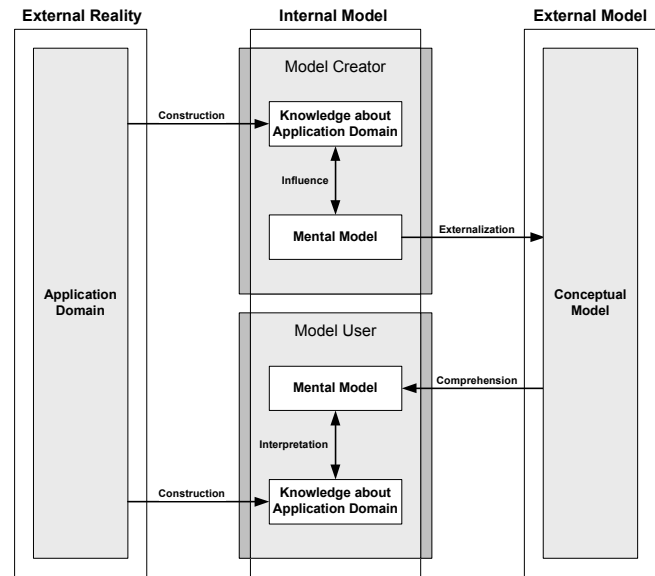 External Reality
Internal Model
External Model
Model Creator
Construction
Knowledge about
Application Domain
Influence
Mental Model
Externalization
Application
Domain
Conceptual
Model
Model User
Mental Model
Comprehension
Interpretation
Construction
Knowledge about
Application Domain